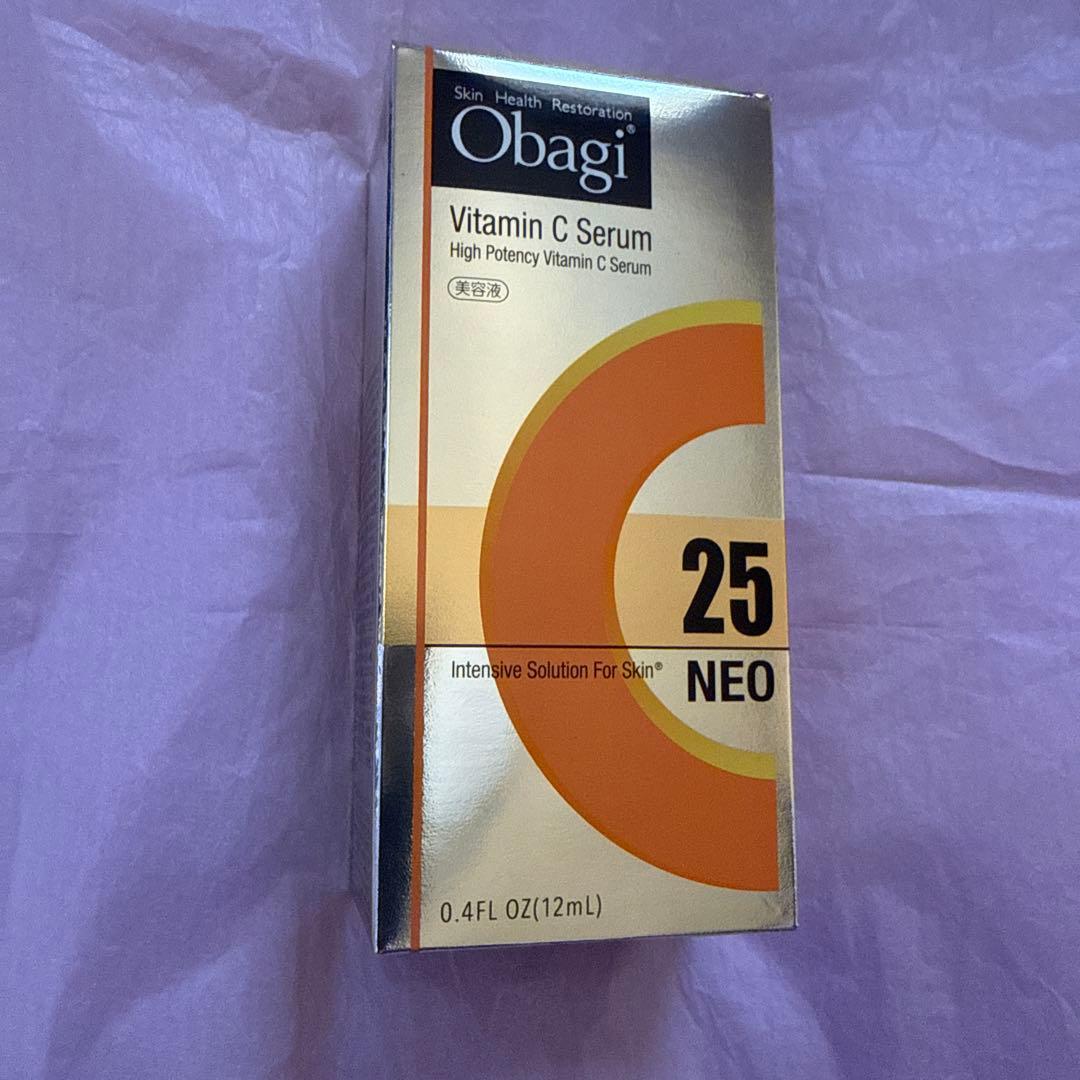 Skin Health Restoration
Obagi®
Vitamin C Serum
High Potency Vitamin C Serum
美容液
25
Intensive Solution For Skin®
NEO
0.4FL OZ(12mL)